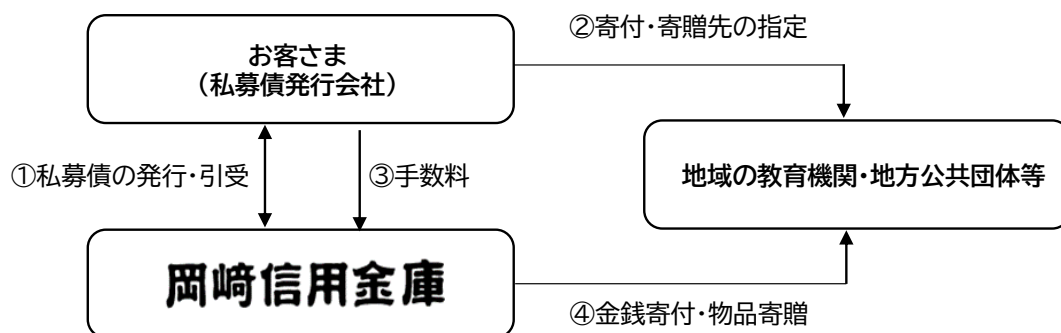 ②寄付・寄贈先の指定
お客さま
（私募債発行会社）
①私募債の発行・引受
③手数料
地域の教育機関・地方公共団体等
岡崎信用金庫
④金銭寄付・物品寄贈